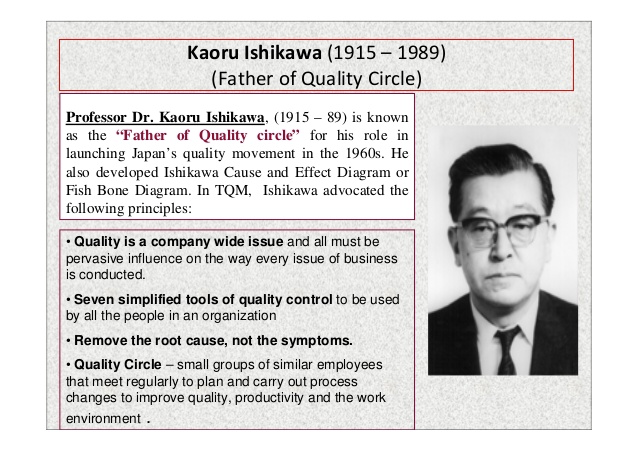 Kaoru Ishikawa (1915 – 1989)
(Father of Quality Circle)
Professor Dr. Kaoru Ishikawa, (1915 – 89) is known
as the “Father of Quality circle” for his role in
launching Japan’s quality movement in the 1960s. He
also developed Ishikawa Cause and Effect Diagram or
Fish Bone Diagram. In TQM, Ishikawa advocated the
following principles:
• Quality is a company wide issue and all must be
pervasive influence on the way every issue of business
is conducted.
• Seven simplified tools of quality control to be used
by all the people in an organization
• Remove the root cause, not the symptoms.
• Quality Circle – small groups of similar employees
that meet regularly to plan and carry out process
changes to improve quality, productivity and the work
environment .